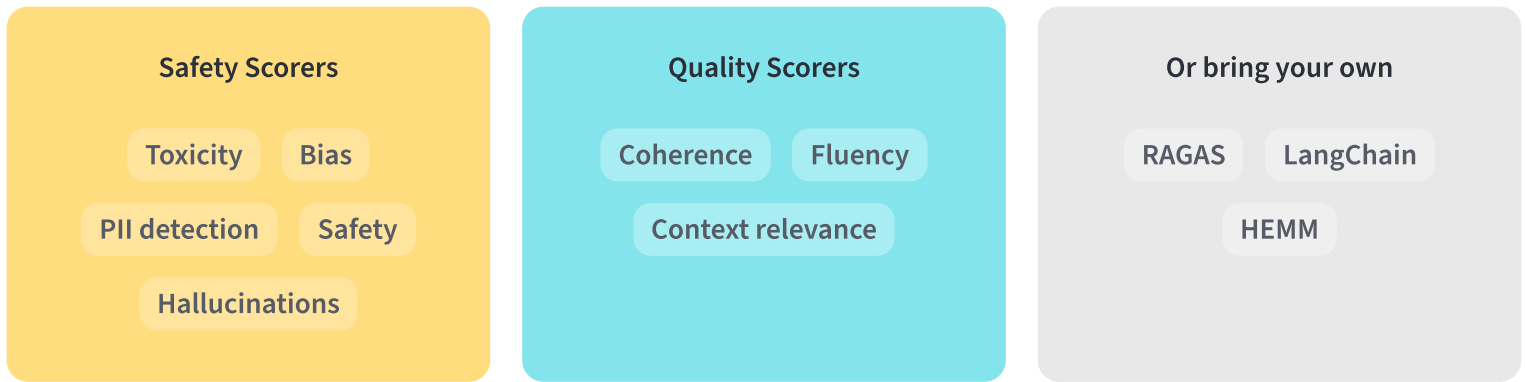 Safety Scorers
Toxicity Bias
PII detection Safety
Hallucinations
Quality Scorers
Coherence Fluency
Context relevance
Or bring your own
RAGAS LangChain
HEMM